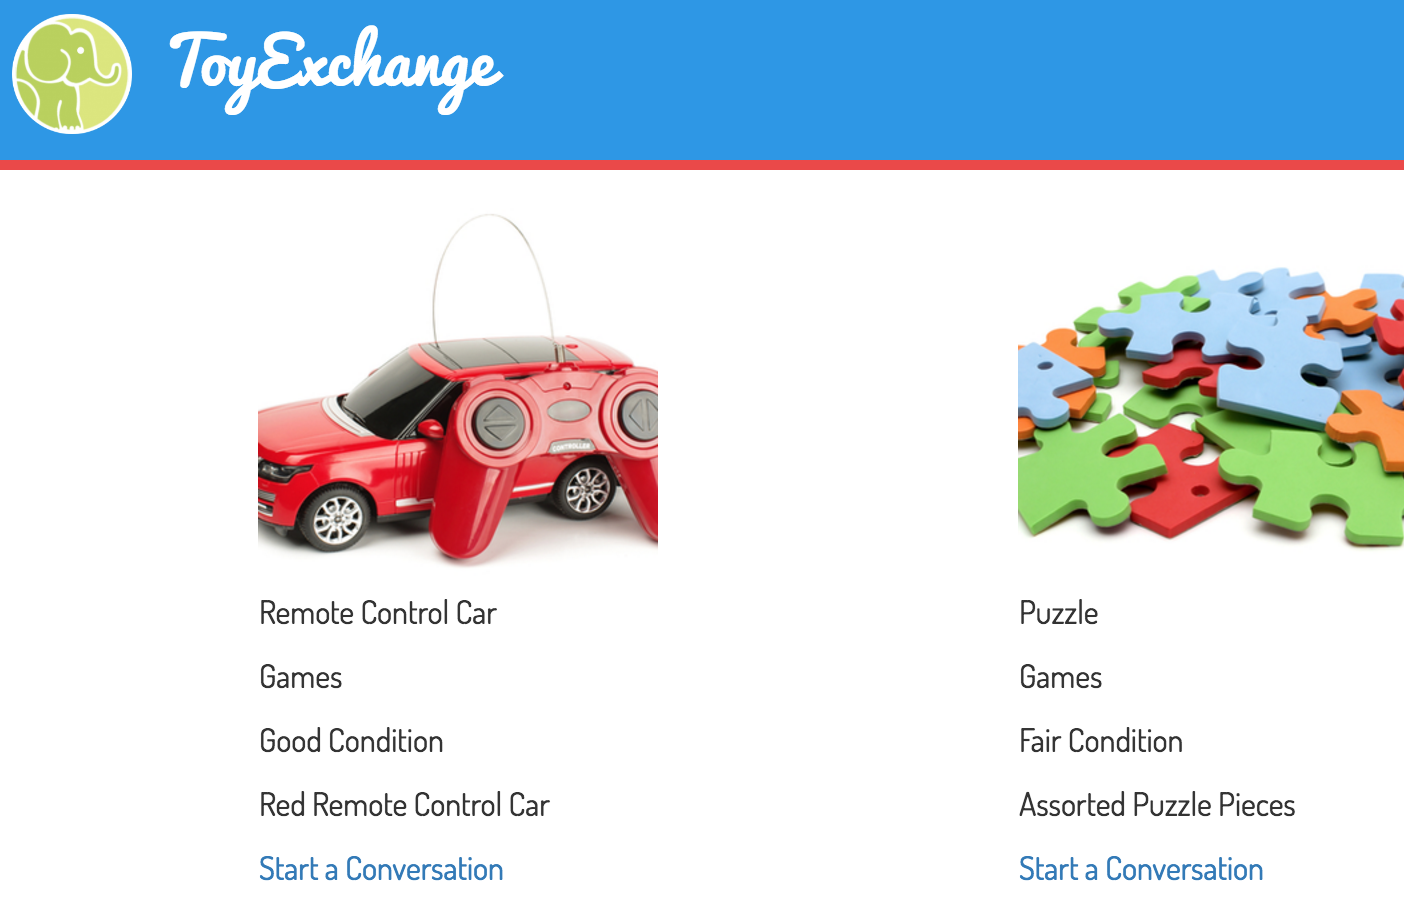 ToyExchange
CONTROLLER
Remote Control Car
Games
Good Condition
Red Remote Control Car
Start a Conversation
Puzzle
Games
Fair Condition
Assorted Puzzle Pieces
Start a Conversation